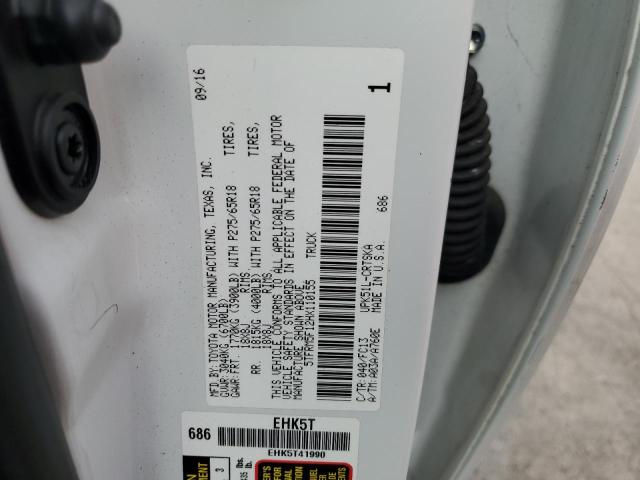 MFD.BY:TOYOTA MOTOR MANUFACTURING, TEXAS, INC. 09/16
GVWR:3040KG (6700LB)
GAWR: FRT. 1770KG (3900LB) WITH P275/65R18 TIRES,
18X8J RIMS
RR. 1815KG (4000LB) WITH P275/65R18 TIRES,
18X8J RIMS
THIS VEHICLE CONFORMS TO ALL APPLICABLE FEDERAL MOTOR
VEHICLE SAFETY STANDARDS IN EFFECT ON THE DATE OF
MANUFACTURE SHOWN ABOVE.
5TFRM5F12HX110155 TRUCK
C/TR: 040/FC13 UPK51L-CRTSKA 686
A/TM: A03A/A760E MADE IN U.S.A.
1
686 EHK5T
EHK5T41990